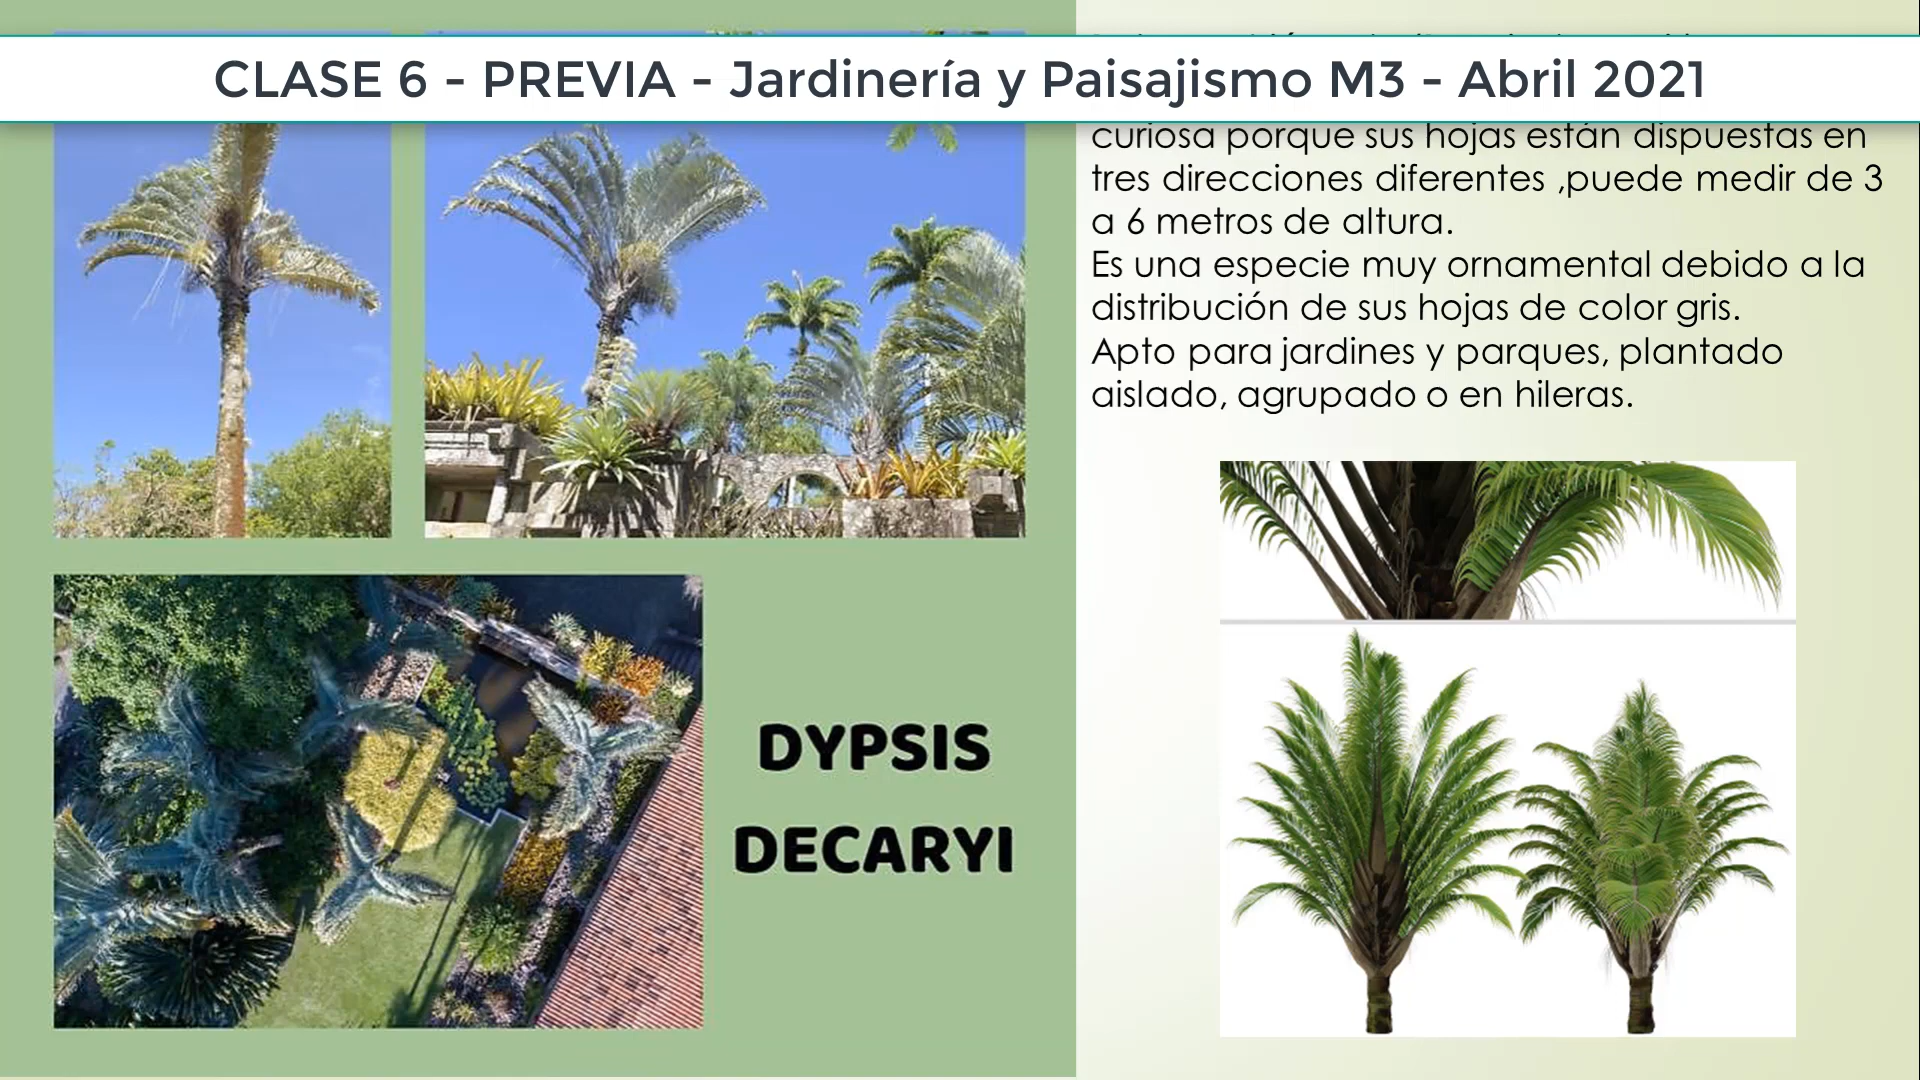 CLASE 6 - PREVIA - Jardinería y Paisajismo M3 - Abril 2021
curiosa porque sus hojas están dispuestas en
tres direcciones diferentes ,puede medir de 3
a 6 metros de altura.
Es una especie muy ornamental debido a la
distribución de sus hojas de color gris.
Apto para jardines y parques, plantado
aislado, agrupado o en hileras.
DYPSIS
DECARYI